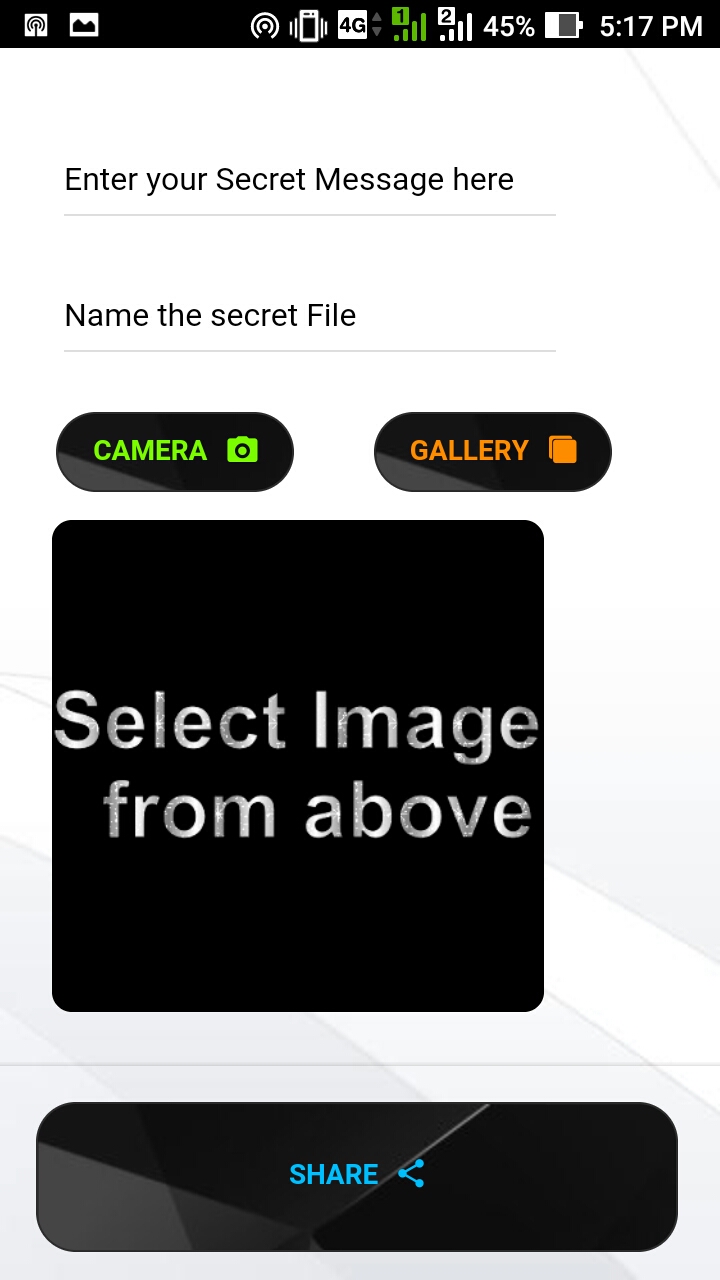 4G 1 2 45% 5:17 PM
Enter your Secret Message here
Name the secret File
CAMERA GALLERY
Select Image
from above
SHARE